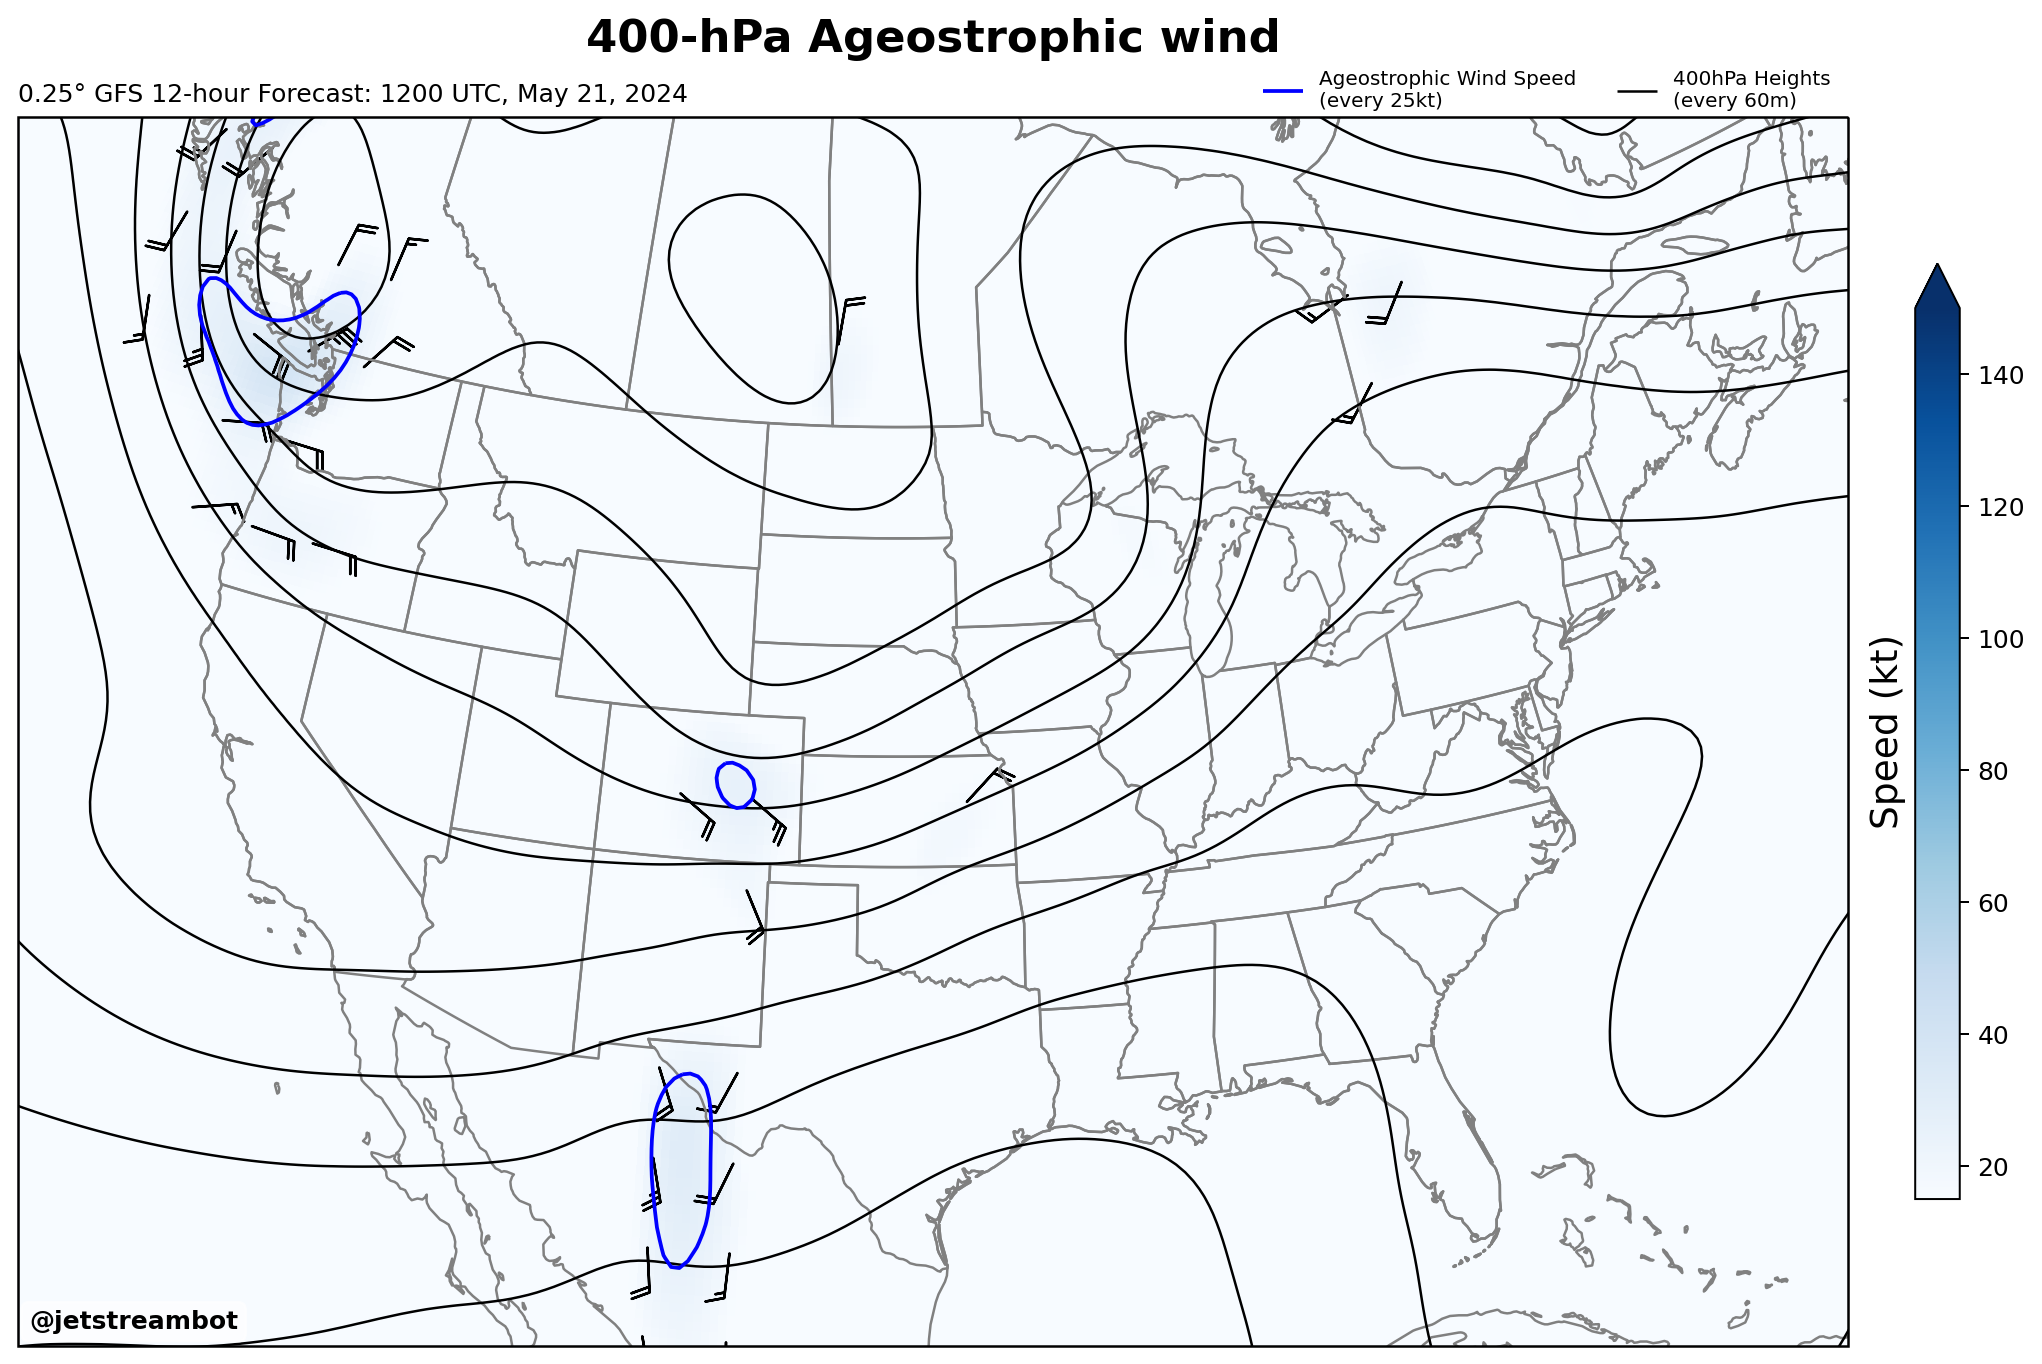 400-hPa Ageostrophic wind
0.25° GFS 12-hour Forecast: 1200 UTC, May 21, 2024
Ageostrophic Wind Speed
(every 25kt)
400hPa Heights
(every 60m)
140
120
100
80
60
40
20
Speed (kt)
@jetstreambot